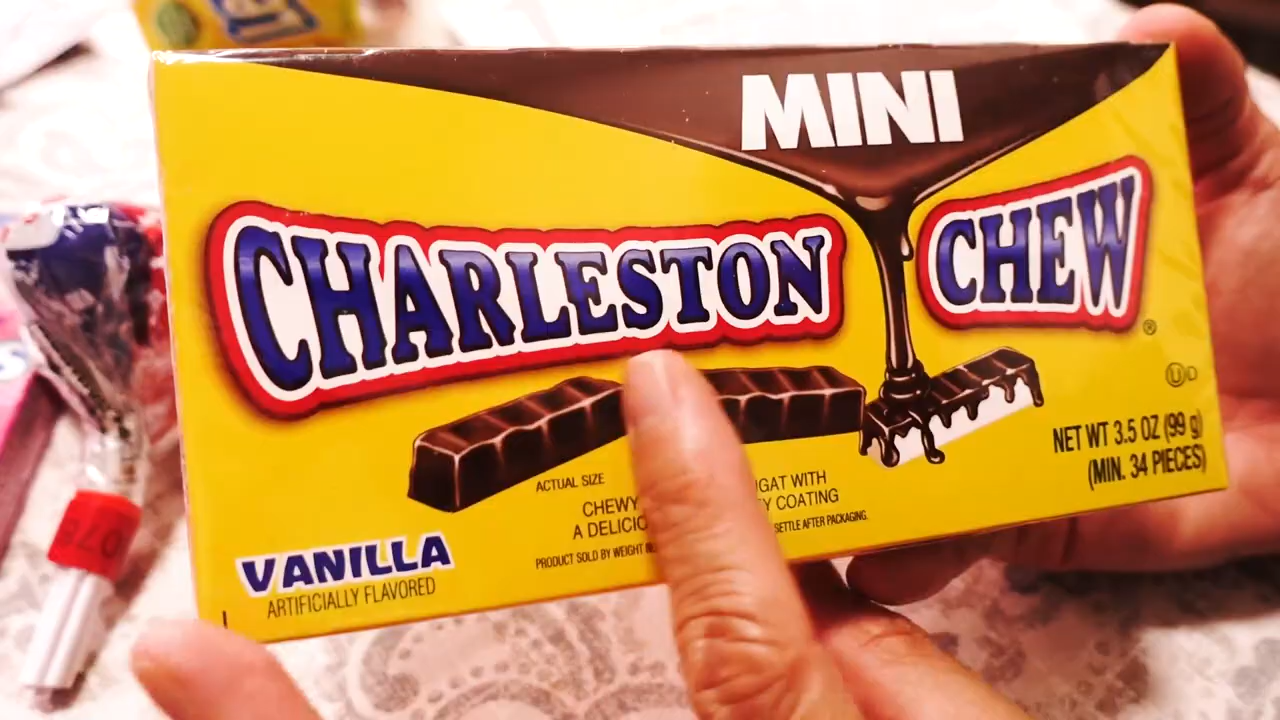 MINI
CHARLESTON CHEW
®
U D
NET WT 3.5 OZ (99 g)
(MIN. 34 PIECES)
ACTUAL SIZE
CHEWY GAT WITH
A DELICIO Y COATING
PRODUCT SOLD BY WEIGHT SETTLE AFTER PACKAGING.
VANILLA
ARTIFICIALLY FLAVORED